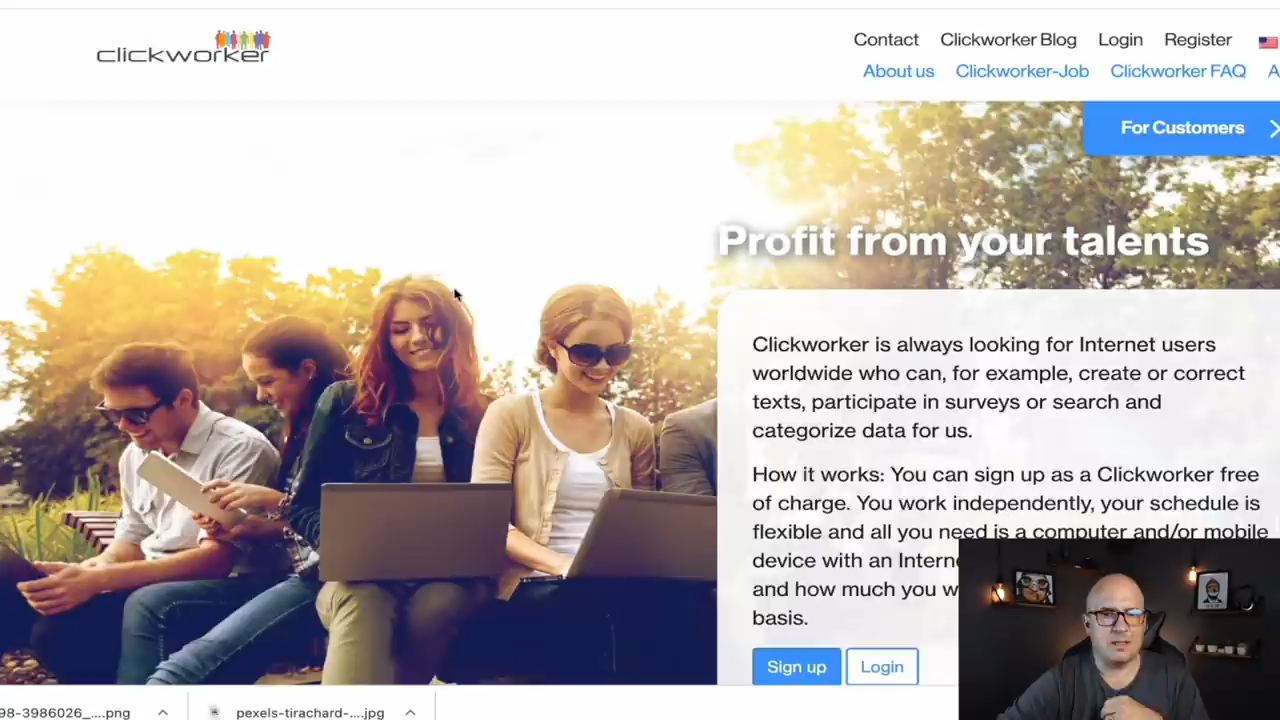 clickworker
Contact Clickworker Blog Login Register
About us Clickworker-Job Clickworker FAQ A
For Customers
Profit from your talents
Clickworker is always looking for Internet users
worldwide who can, for example, create or correct
texts, participate in surveys or search and
categorize data for us.
How it works: You can sign up as a Clickworker free
of charge. You work independently, your schedule is
flexible and all you need is a computer and/or mobile
device with an Interne
and how much you w
basis.
Sign up Login
98-3986026_....png pexels-tirachard-....jpg